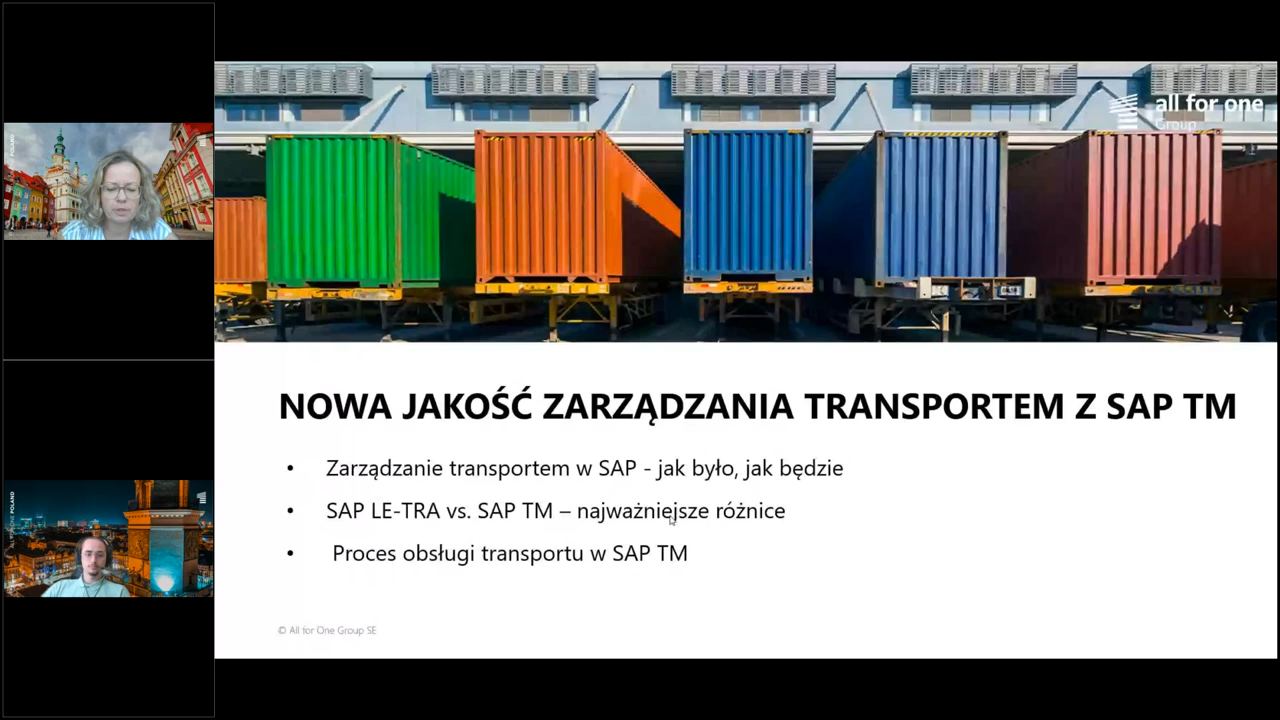 all for one
Group
NOWA JAKOŚĆ ZARZĄDZANIA TRANSPORTEM Z SAP TM
• Zarządzanie transportem w SAP - jak było, jak będzie
• SAP LE-TRA vs. SAP TM – najważniejsze różnice
• Proces obsługi transportu w SAP TM
© All for One Group SE
POLAND